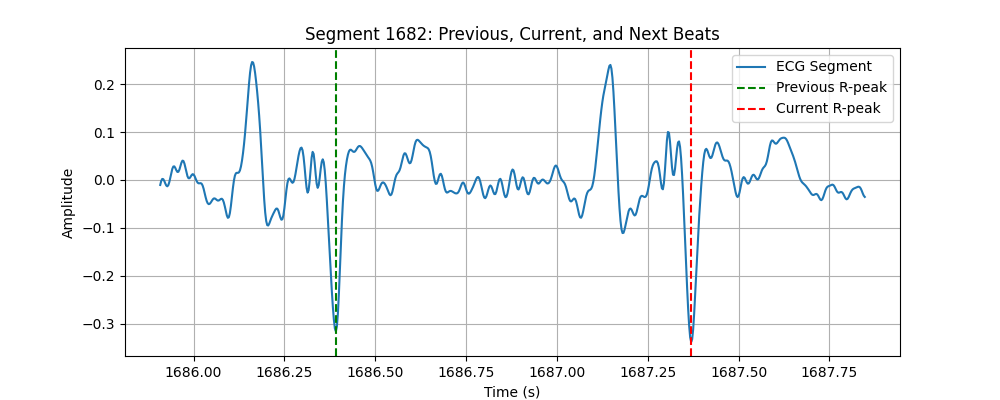 Segment 1682: Previous, Current, and Next Beats
ECG Segment
Previous R-peak
Current R-peak
Amplitude
0.2
0.1
0.0
−0.1
−0.2
−0.3
1686.00 1686.25 1686.50 1686.75 1687.00 1687.25 1687.50 1687.75
Time (s)